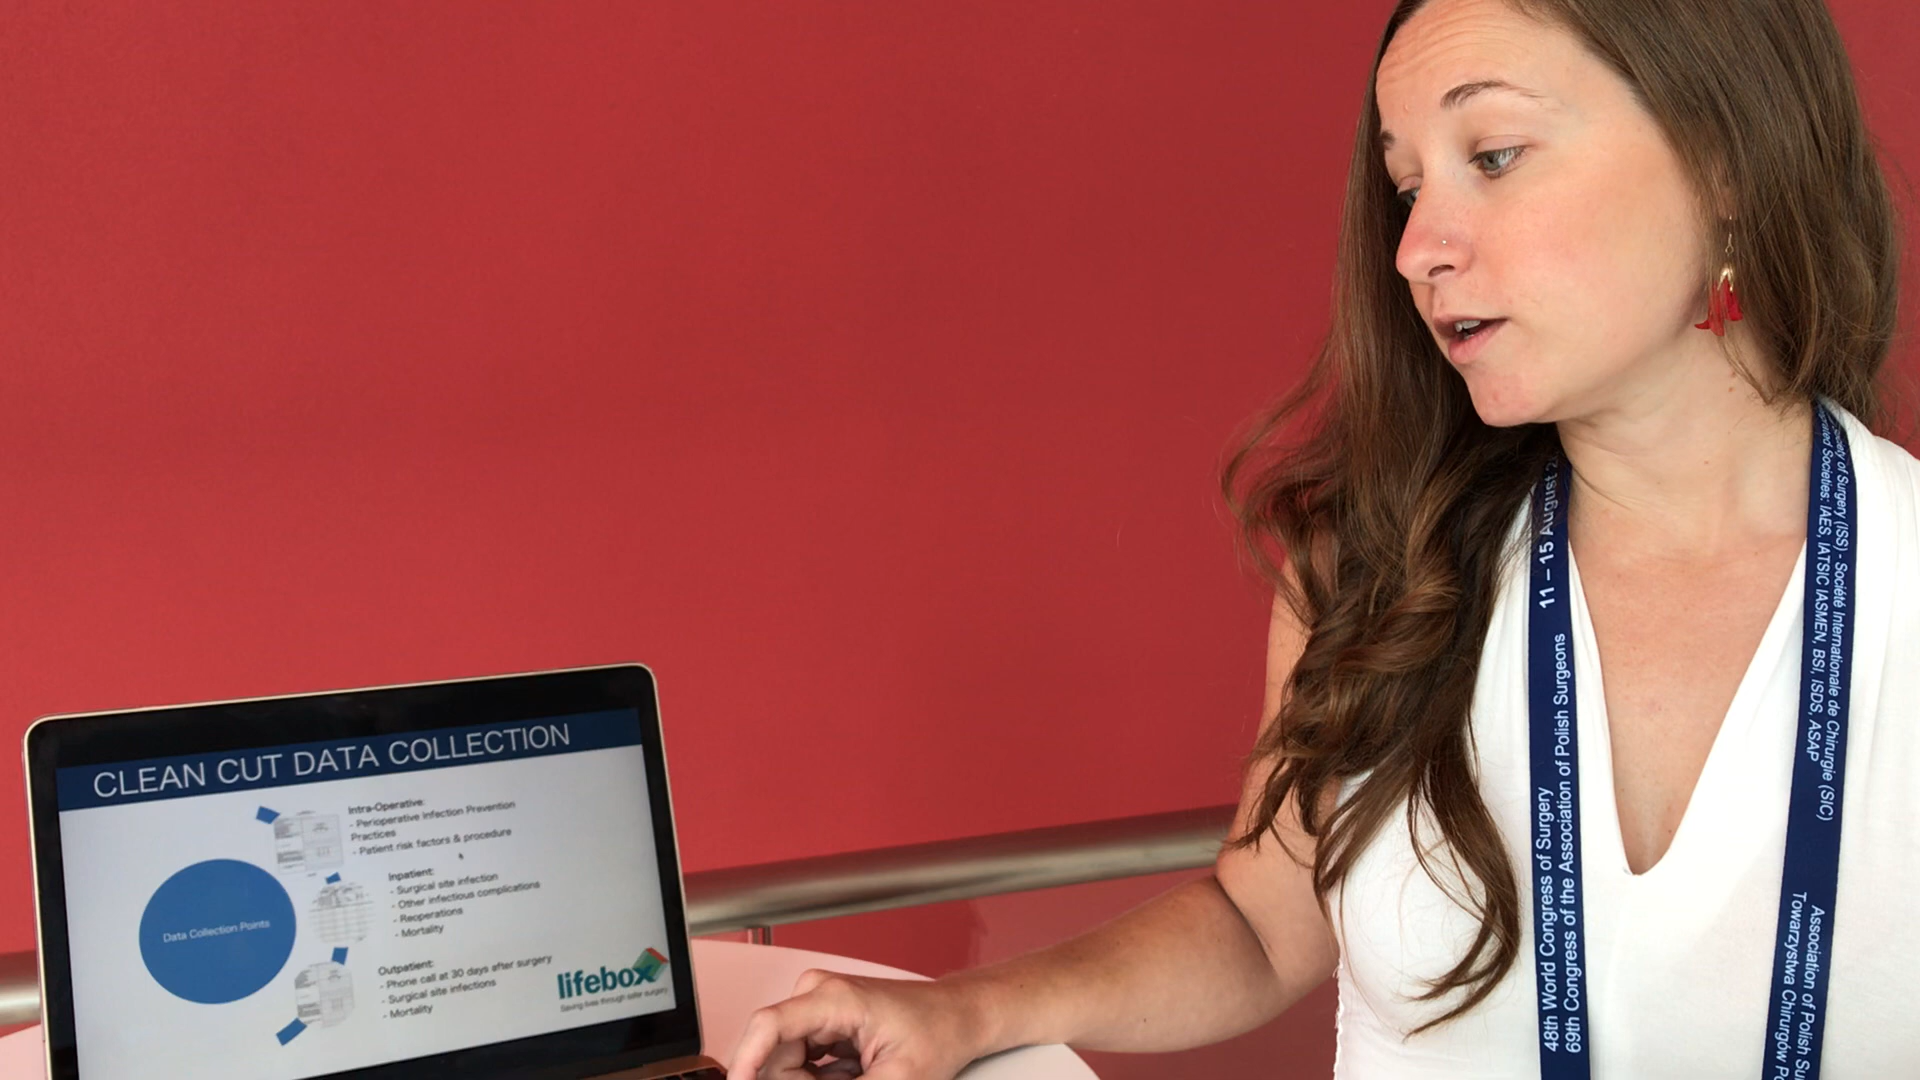 CLEAN CUT DATA COLLECTION
Data Collection Points
Intra-Operative:
- Perioperative Infection Prevention
Practices
- Patient risk factors & procedure
Inpatient:
- Surgical site infection
- Other infectious complications
- Reoperations
- Mortality
Outpatient:
- Phone call at 30 days after surgery
- Surgical site infections
- Mortality
lifebox
Saving lives through safer surgery
11 – 15 August
48th World Congress of Surgery
69th Congress of the Association of Polish Surgeons
of Surgery (ISS) - Société Internationale de Chirurgie (SIC)
Societies: IAES, IATSIC IASMEN, BSI, ISDS, ASAP
Association of Polish
Towarzystwa Chirurgów